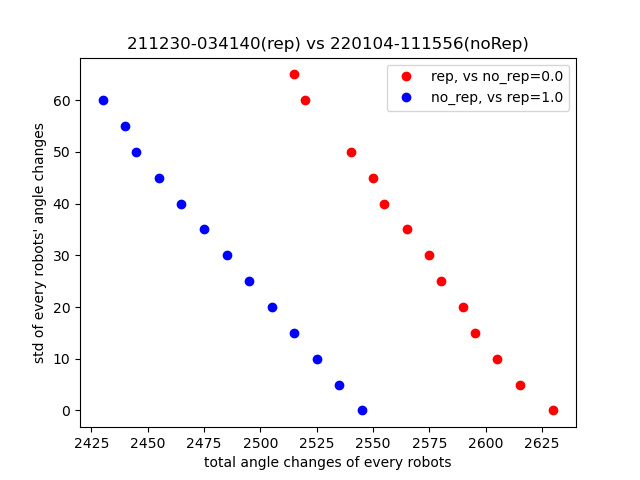 211230-034140(rep) vs 220104-111556(noRep)
rep, vs no_rep=0.0
no_rep, vs rep=1.0
std of every robots' angle changes
60
50
40
30
20
10
0
2425 2450 2475 2500 2525 2550 2575 2600 2625
total angle changes of every robots